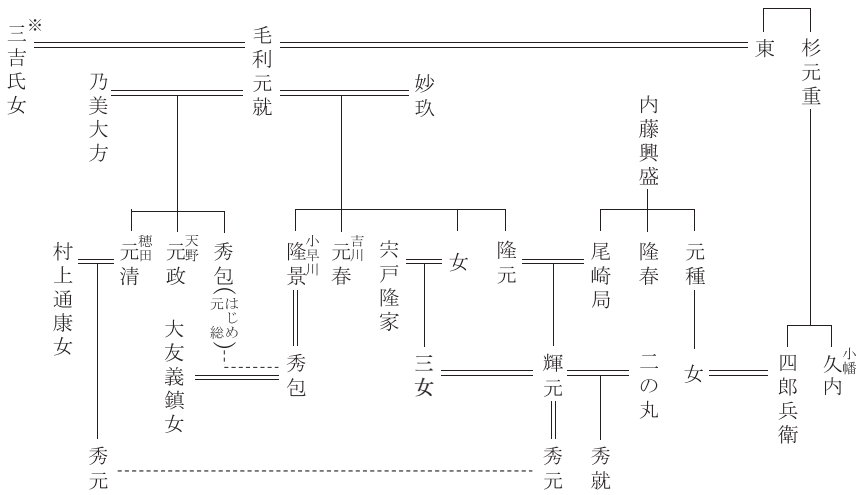 ※
三吉氏女
毛利元就
東
杉元重
乃美大方
妙玖
内藤興盛
村上通康女
穂田
元清
天野
元政
秀包(はじめ元総)
小早川
隆景
吉川
元春
宍戸隆家
女
隆元
尾崎局
隆春
元種
大友義鎮女
秀包
三女
輝元
二の丸
女
四郎兵衛
小幡
久内
秀元
秀元
秀就